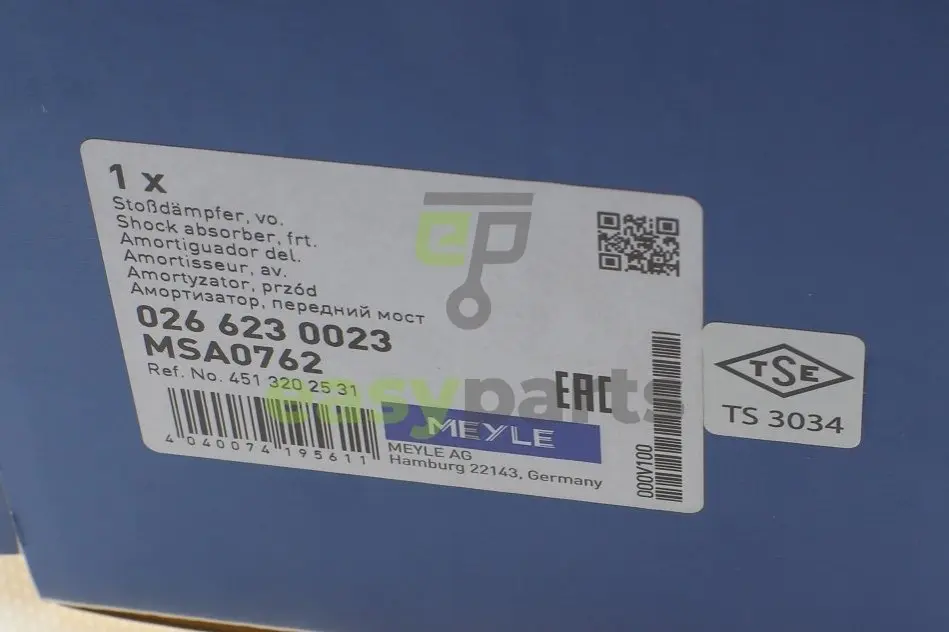 1 x
Stoßdämpfer, vo.
Shock absorber, frt.
Amortiguador del.
Amortisseur, av.
Amortyzator, przód
Амортизатор, передний мост
026 623 0023
MSA0762
Ref. No. 451 320 25 31
4 040074 195611
EAC
MEYLE
MEYLE AG
Hamburg 22143, Germany
000V100
TSE
TS 3034
ep
easyparts